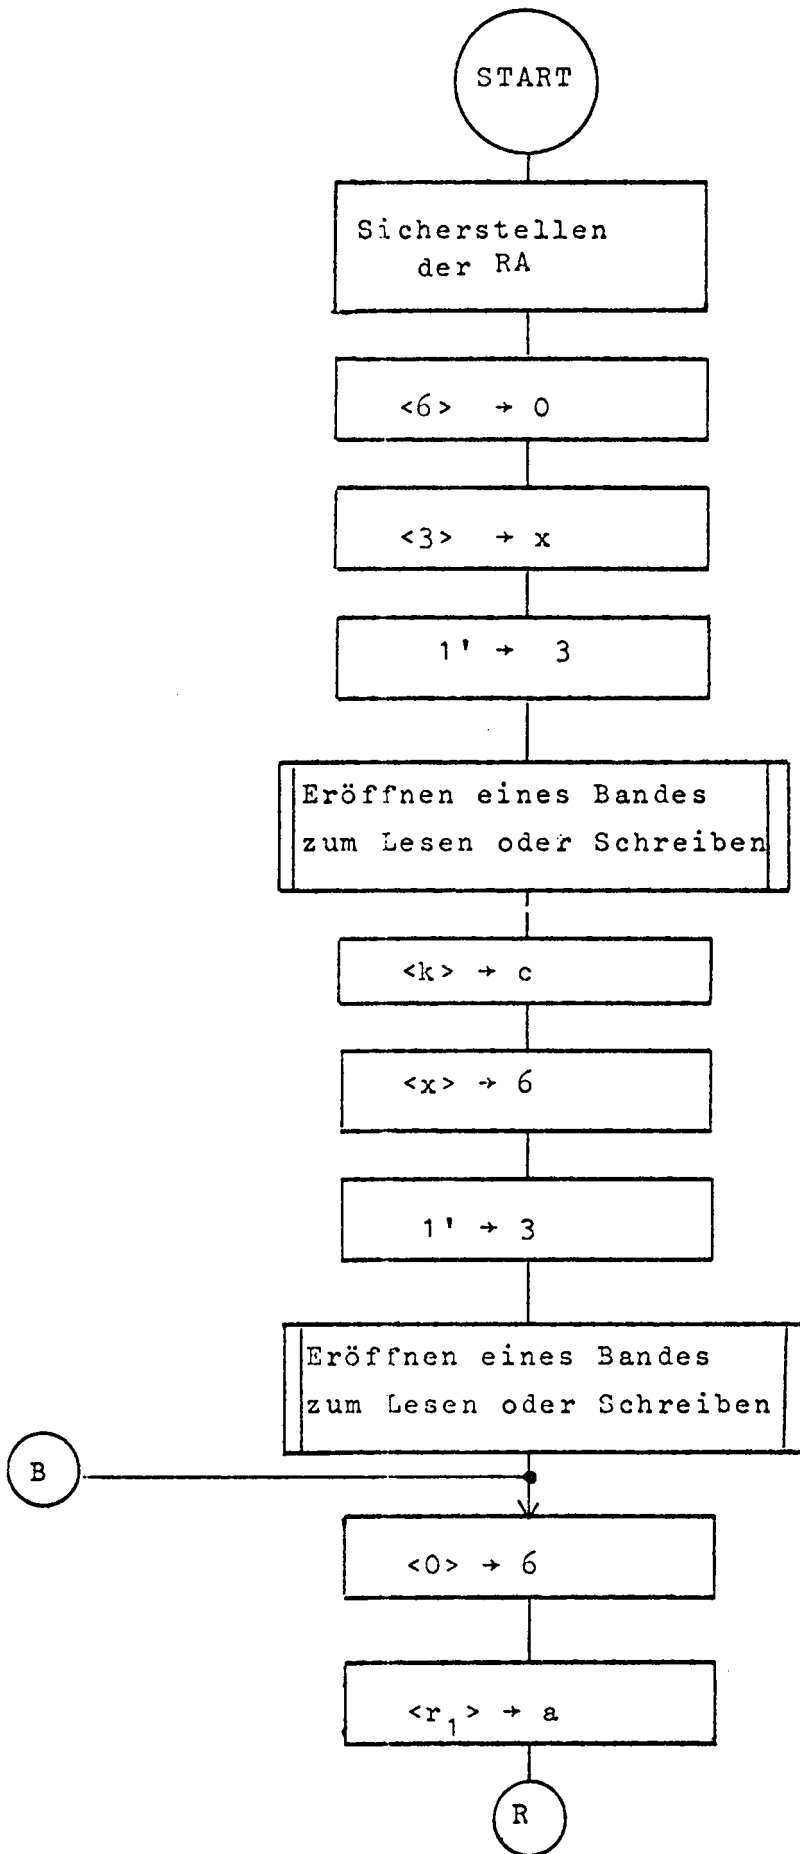 START
Sicherstellen
der RA
<6> → 0
<3> → x
1' → 3
Eröffnen eines Bandes
zum Lesen oder Schreiben
<k> → c
<x> → 6
1' → 3
Eröffnen eines Bandes
zum Lesen oder Schreiben
B
<0> → 6
<r₁> → a
R